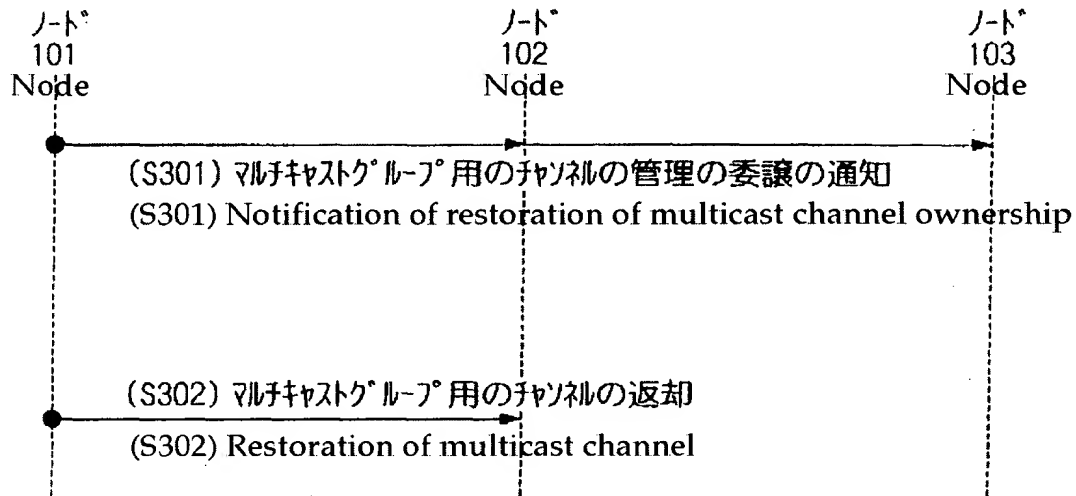 ノード ノード ノード
101 102 103
Node Node Node
(S301) マルチキャストグループ用のチャンネルの管理の委譲の通知
(S301) Notification of restoration of multicast channel ownership
(S302) マルチキャストグループ用のチャンネルの返却
(S302) Restoration of multicast channel